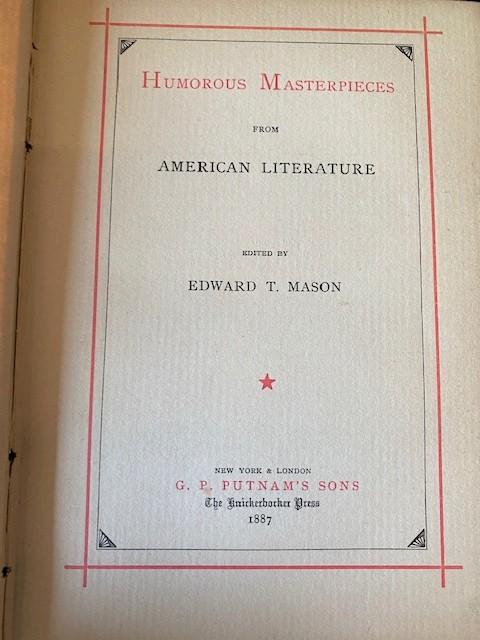 Humorous Masterpieces
FROM
AMERICAN LITERATURE
EDITED BY
EDWARD T. MASON
NEW YORK & LONDON
G. P. PUTNAM'S SONS
The Knickerbocker Press
1887